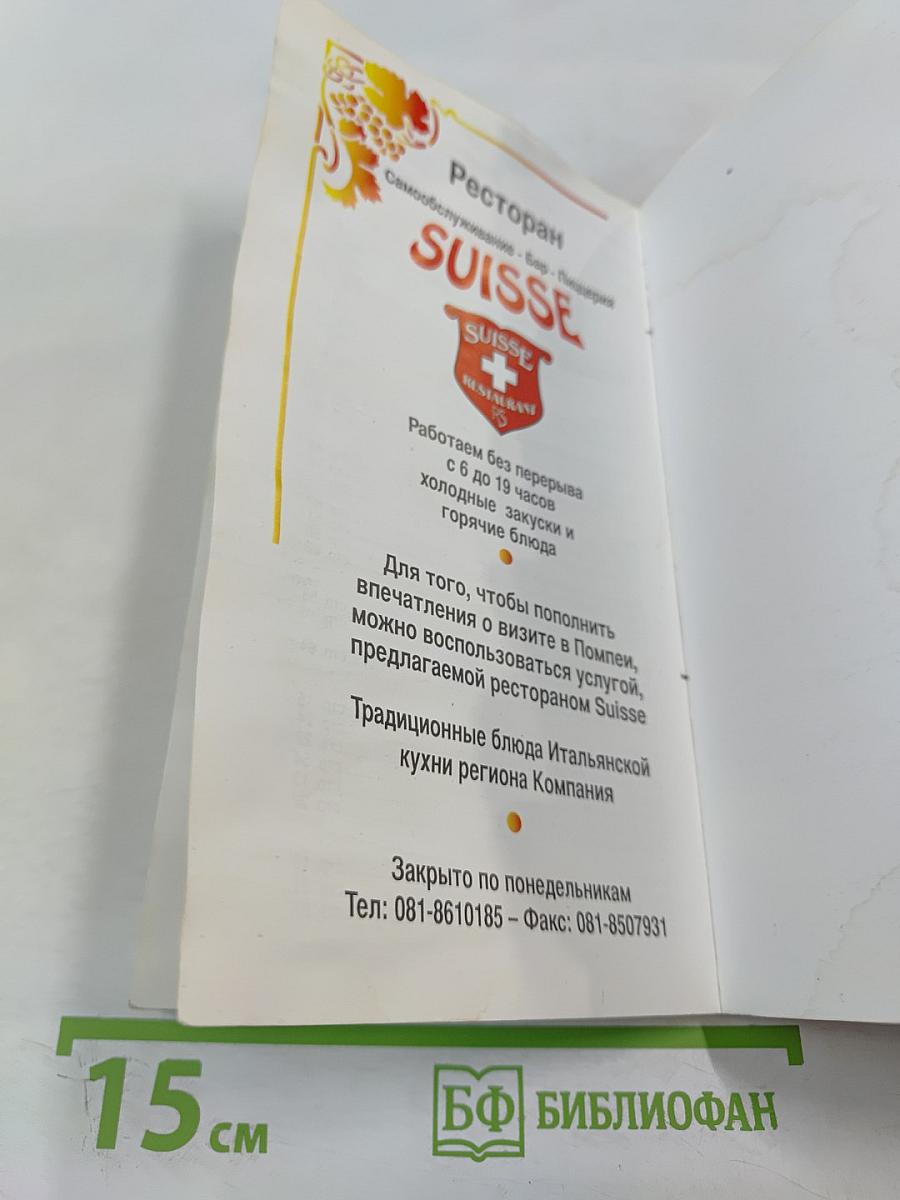 Ресторан
Самообслуживание - Бар - Пиццерия
SUISSE
SUISSE
RESTAURANT
PS
Работаем без перерыва
с 6 до 19 часов
холодные закуски и
горячие блюда
Для того, чтобы пополнить
впечатления о визите в Помпеи,
можно воспользоваться услугой,
предлагаемой рестораном Suisse
Традиционные блюда Итальянской
кухни региона Компания
Закрыто по понедельникам
Тел: 081-8610185 – Факс: 081-8507931
15 см
БФ БИБЛИОФАН